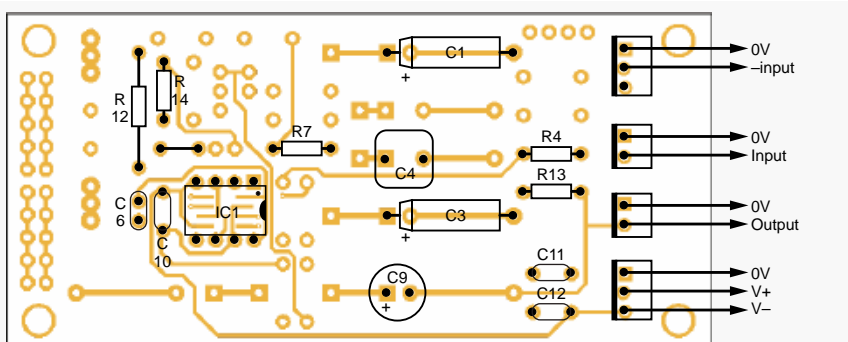 C1
+
0V
–input
R
12
R
14
R7
C4
R4
0V
Input
R13
C
6
IC1
C
10
C3
+
0V
Output
C9
+
C11
C12
0V
V+
V–